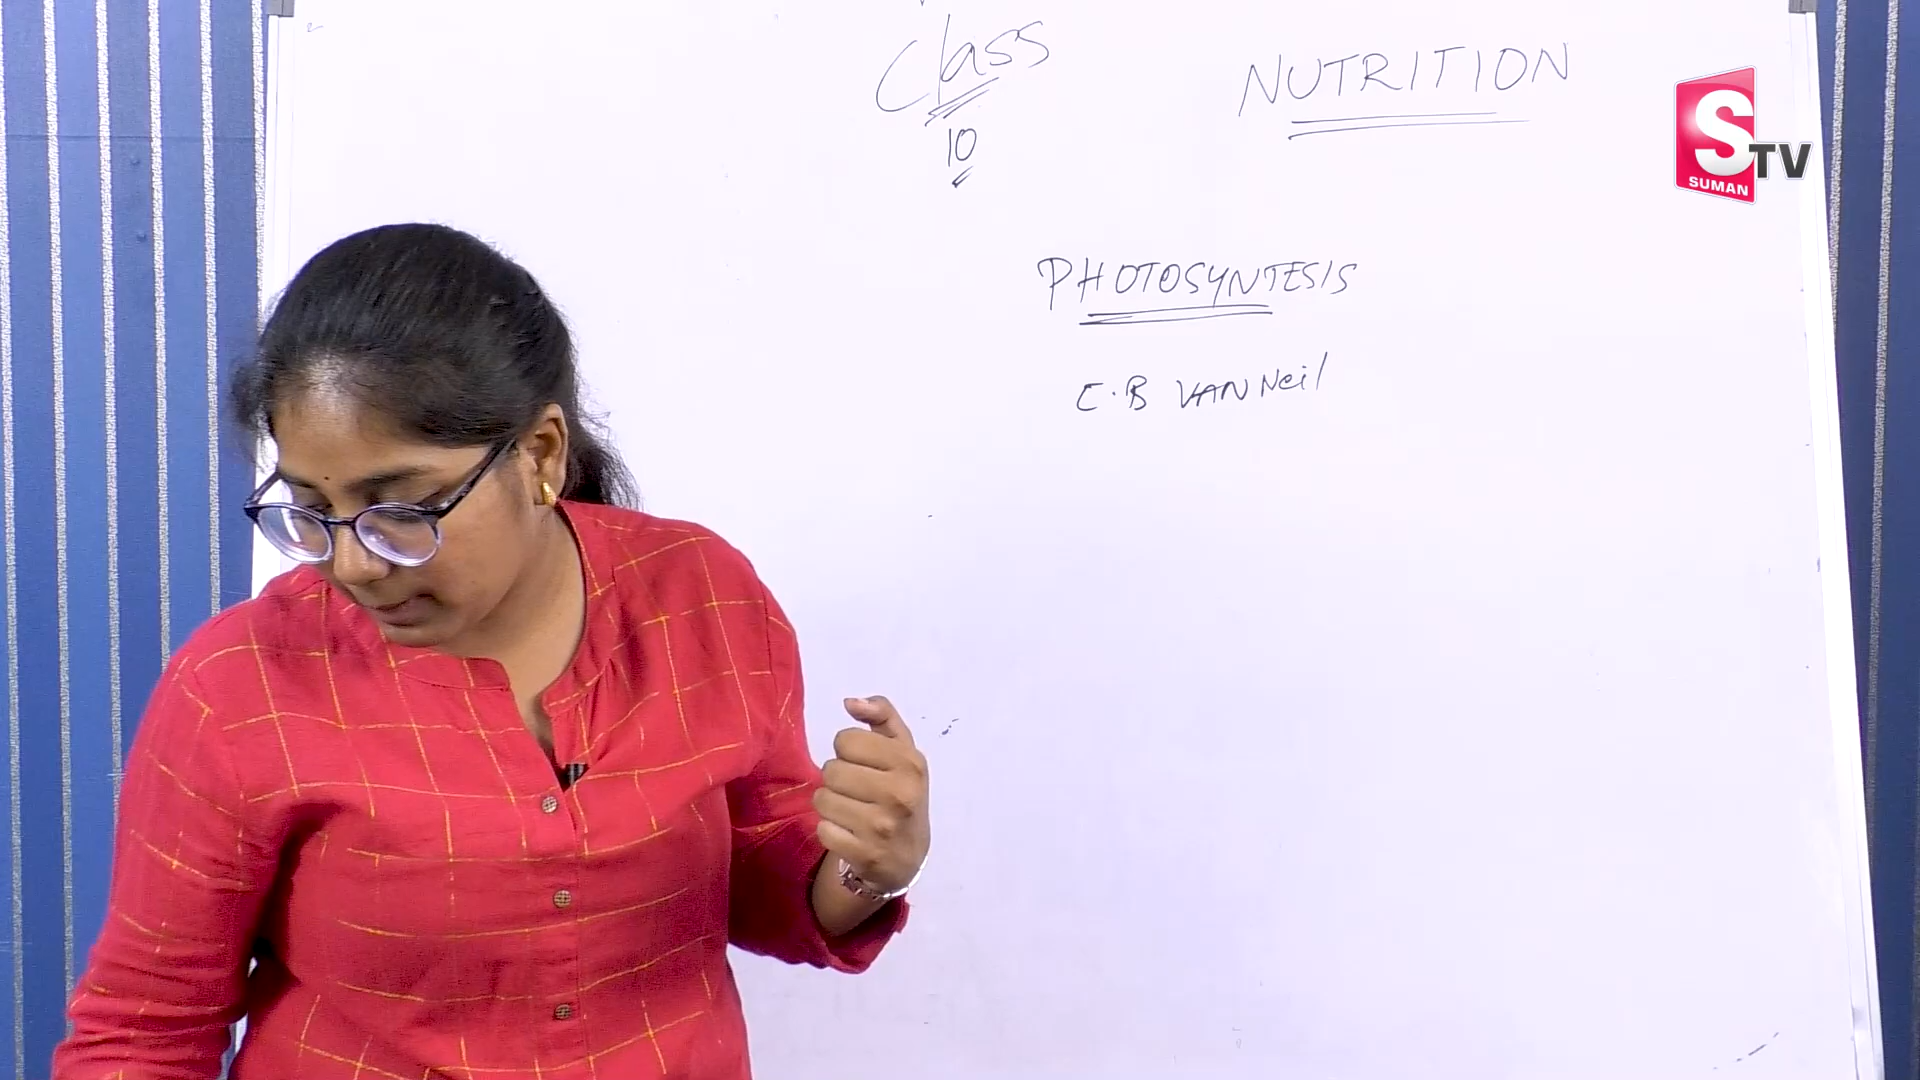 Class
10
NUTRITION
S TV
SUMAN
PHOTOSYNTESIS
C.B VAN Neil